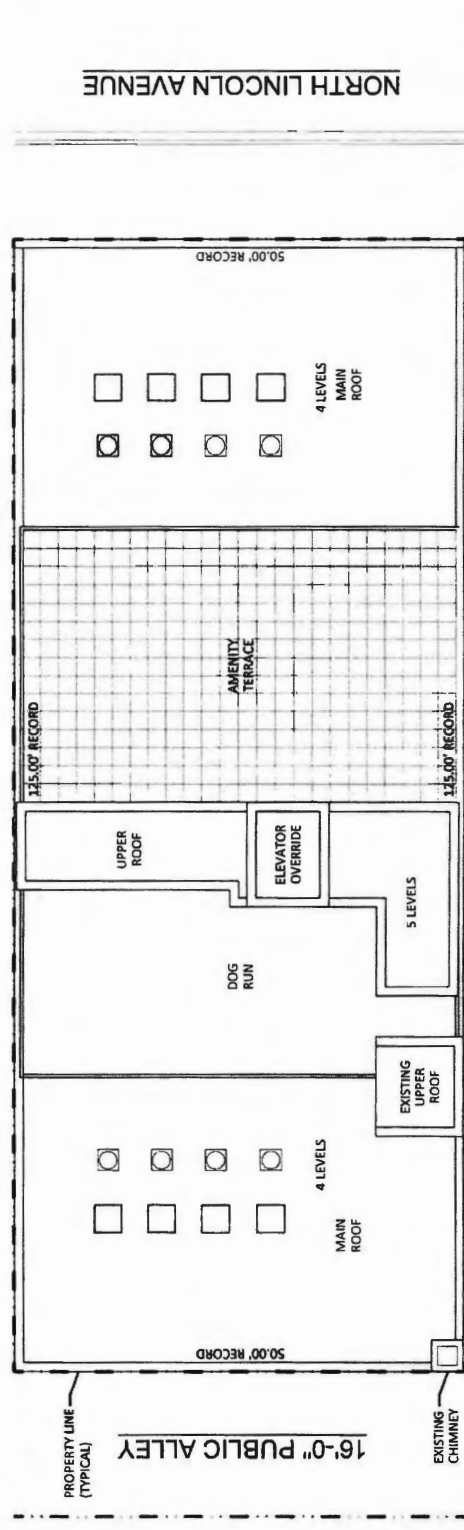 NORTH LINCOLN AVENUE
50.00' RECORD
4 LEVELS
MAIN
ROOF
125.00' RECORD
AMENITY
TERRACE
125.00' RECORD
UPPER
ROOF
ELEVATOR
OVERRIDE
5 LEVELS
DOG
RUN
EXISTING
UPPER
ROOF
4 LEVELS
MAIN
ROOF
50.00' RECORD
PROPERTY LINE
(TYPICAL)
16'-0" PUBLIC ALLEY
EXISTING
CHIMNEY